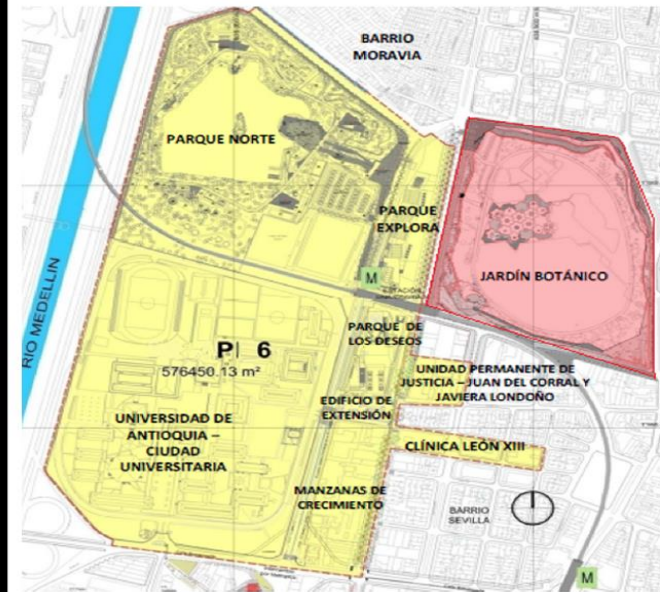 BARRIO
MORAVIA
PARQUE NORTE
PARQUE
EXPLORA
JARDÍN BOTÁNICO
M
RIO MEDELLIN
PARQUE DE
LOS DESEOS
PI 6
576450.13 m²
UNIDAD PERMANENTE DE
JUSTICIA – JUAN DEL CORRAL Y
JAVIERA LONDOÑO
EDIFICIO DE
EXTENSIÓN
UNIVERSIDAD DE
ANTIOQUIA –
CIUDAD
UNIVERSITARIA
CLÍNICA LEÓN XIII
MANZANAS DE
CRECIMIENTO
BARRIO
SEVILLA
M